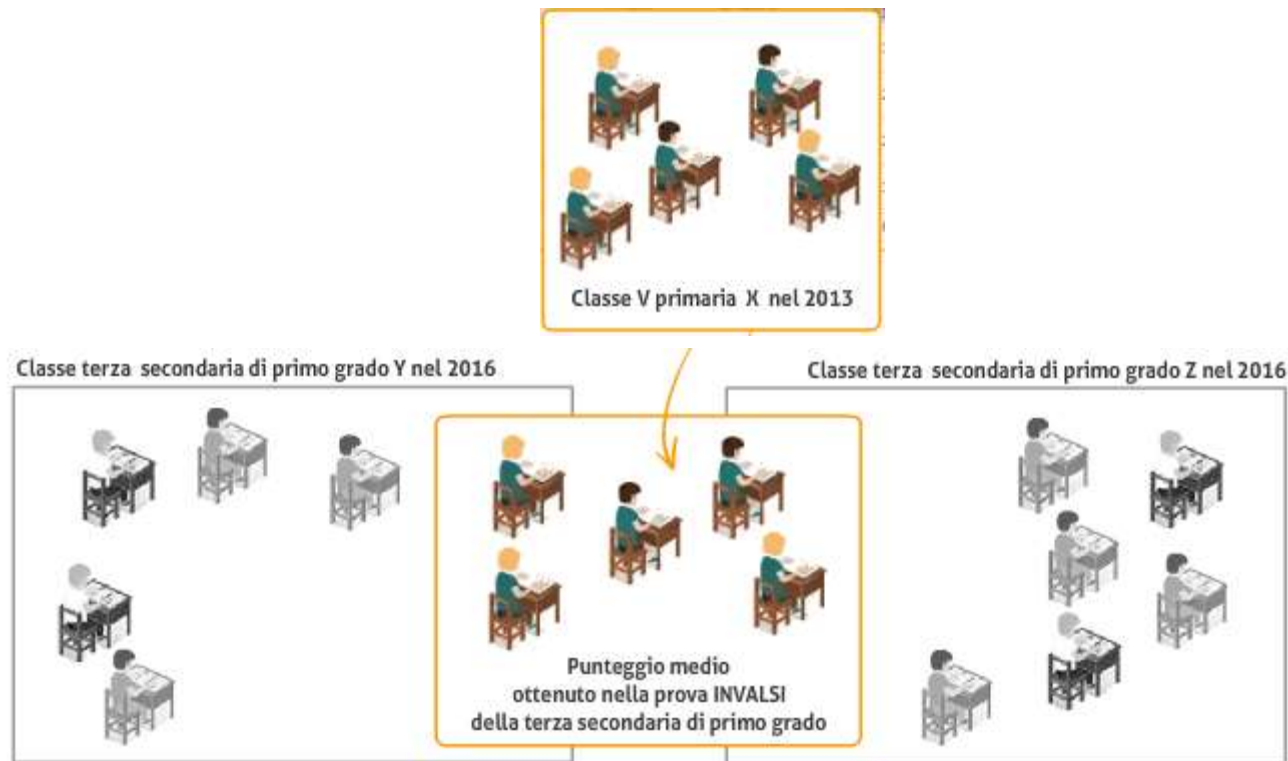 Classe V primaria X nel 2013
Classe terza secondaria di primo grado Y nel 2016
Classe terza secondaria di primo grado Z nel 2016
Punteggio medio
ottenuto nella prova INVALSI
della terza secondaria di primo grado